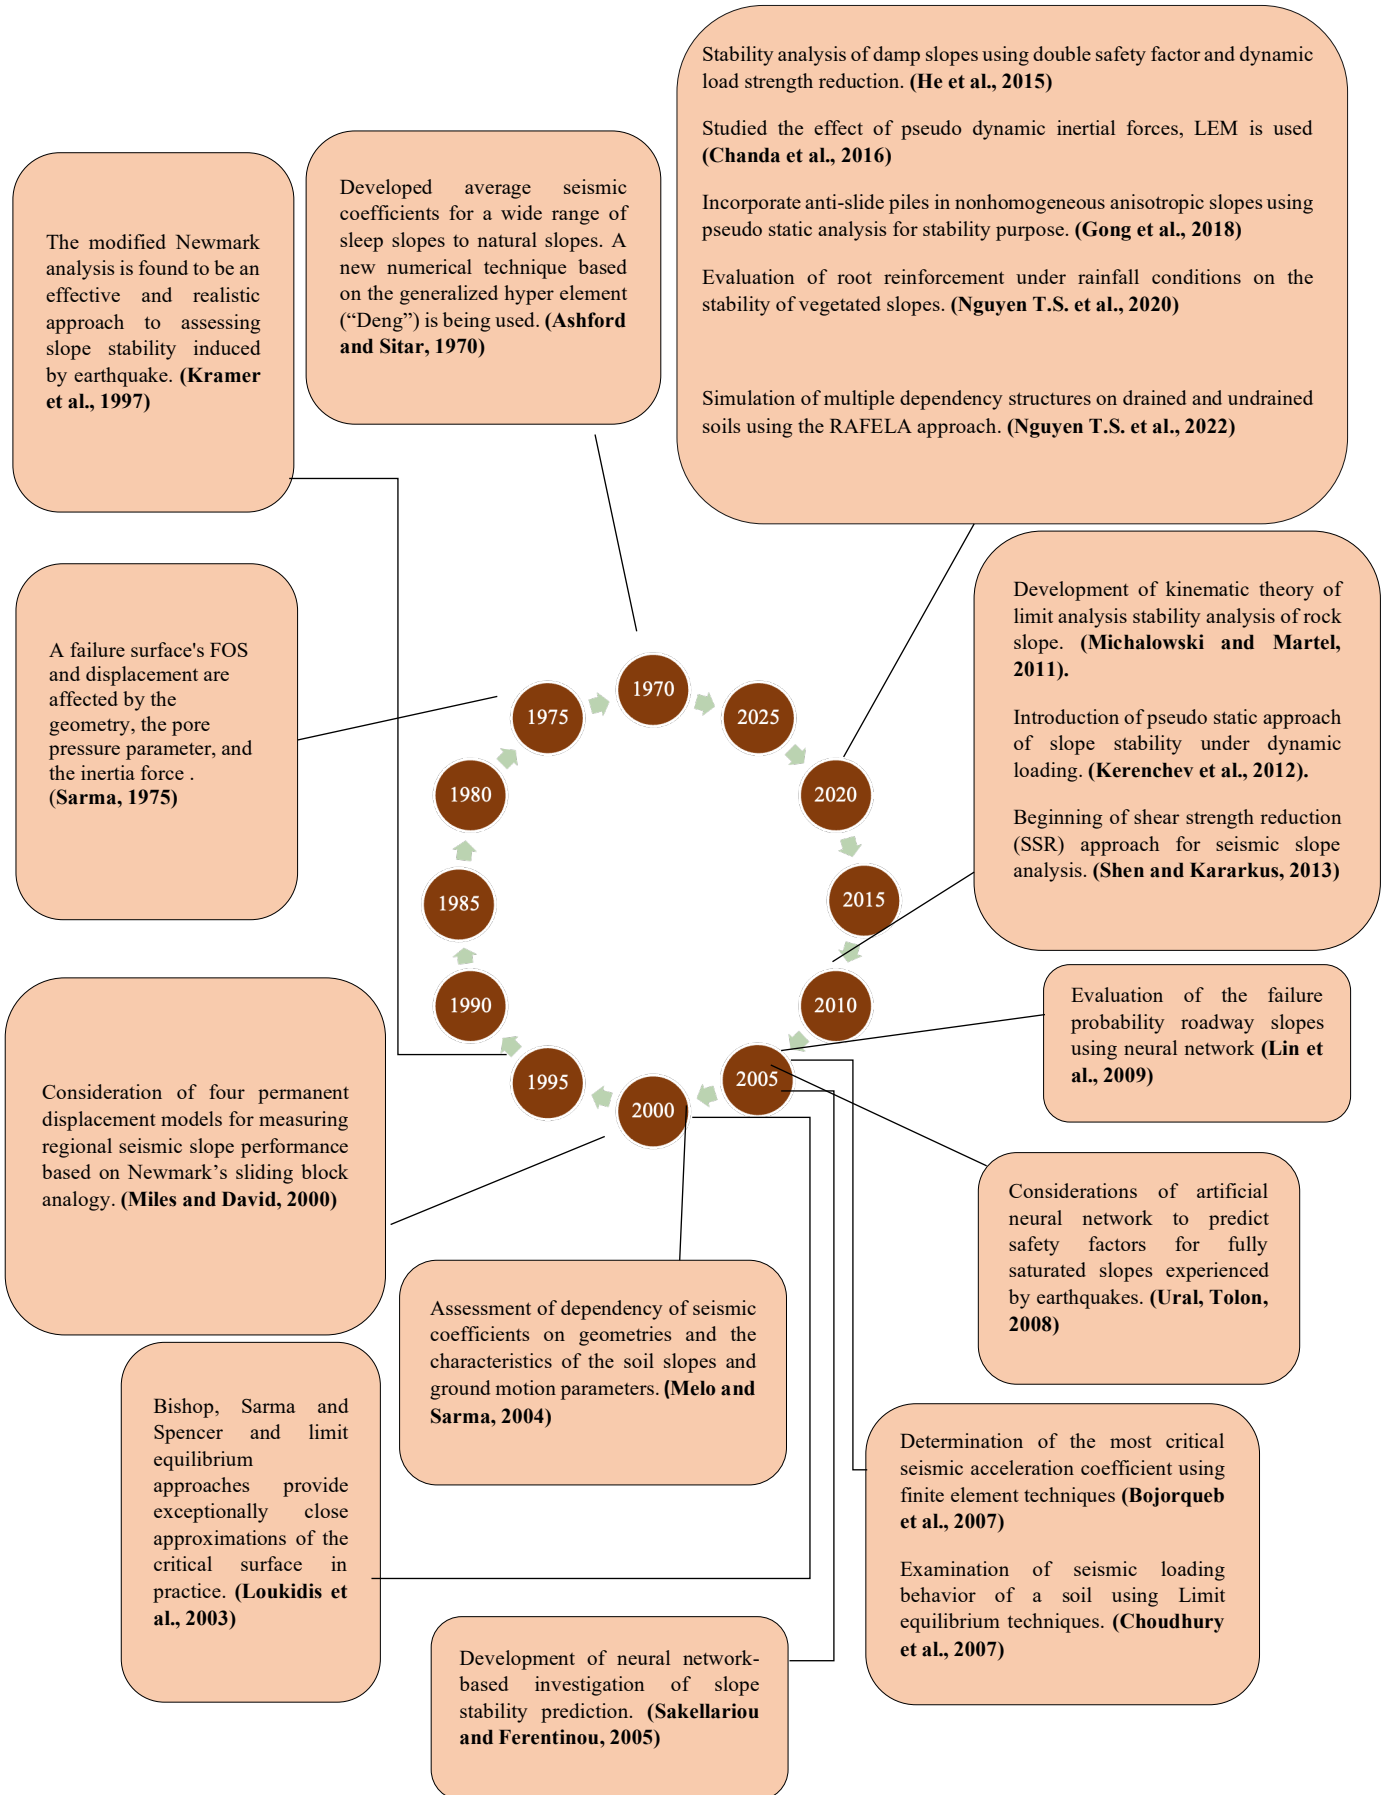 Stability analysis of damp slopes using double safety factor and dynamic
load strength reduction. (He et al., 2015)
Studied the effect of pseudo dynamic inertial forces, LEM is used
(Chanda et al., 2016)
Incorporate anti-slide piles in nonhomogeneous anisotropic slopes using
pseudo static analysis for stability purpose. (Gong et al., 2018)
Evaluation of root reinforcement under rainfall conditions on the
stability of vegetated slopes. (Nguyen T.S. et al., 2020)
Simulation of multiple dependency structures on drained and undrained
soils using the RAFELA approach. (Nguyen T.S. et al., 2022)
Developed average seismic
coefficients for a wide range of
sleep slopes to natural slopes. A
new numerical technique based
on the generalized hyper element
(“Deng”) is being used. (Ashford
and Sitar, 1970)
The modified Newmark
analysis is found to be an
effective and realistic
approach to assessing
slope stability induced
by earthquake. (Kramer
et al., 1997)
Development of kinematic theory of
limit analysis stability analysis of rock
slope. (Michalowski and Martel,
2011).
Introduction of pseudo static approach
of slope stability under dynamic
loading. (Kerenchev et al., 2012).
Beginning of shear strength reduction
(SSR) approach for seismic slope
analysis. (Shen and Kararkus, 2013)
A failure surface's FOS
and displacement are
affected by the
geometry, the pore
pressure parameter, and
the inertia force .
(Sarma, 1975)
1970
2025
2020
2015
2010
2005
2000
1995
1990
1985
1980
1975
Evaluation of the failure
probability roadway slopes
using neural network (Lin et
al., 2009)
Consideration of four permanent
displacement models for measuring
regional seismic slope performance
based on Newmark’s sliding block
analogy. (Miles and David, 2000)
Considerations of artificial
neural network to predict
safety factors for fully
saturated slopes experienced
by earthquakes. (Ural, Tolon,
2008)
Assessment of dependency of seismic
coefficients on geometries and the
characteristics of the soil slopes and
ground motion parameters. (Melo and
Sarma, 2004)
Bishop, Sarma and
Spencer and limit
equilibrium
approaches provide
exceptionally close
approximations of the
critical surface in
practice. (Loukidis et
al., 2003)
Determination of the most critical
seismic acceleration coefficient using
finite element techniques (Bojorqueb
et al., 2007)
Examination of seismic loading
behavior of a soil using Limit
equilibrium techniques. (Choudhury
et al., 2007)
Development of neural network-
based investigation of slope
stability prediction. (Sakellariou
and Ferentinou, 2005)